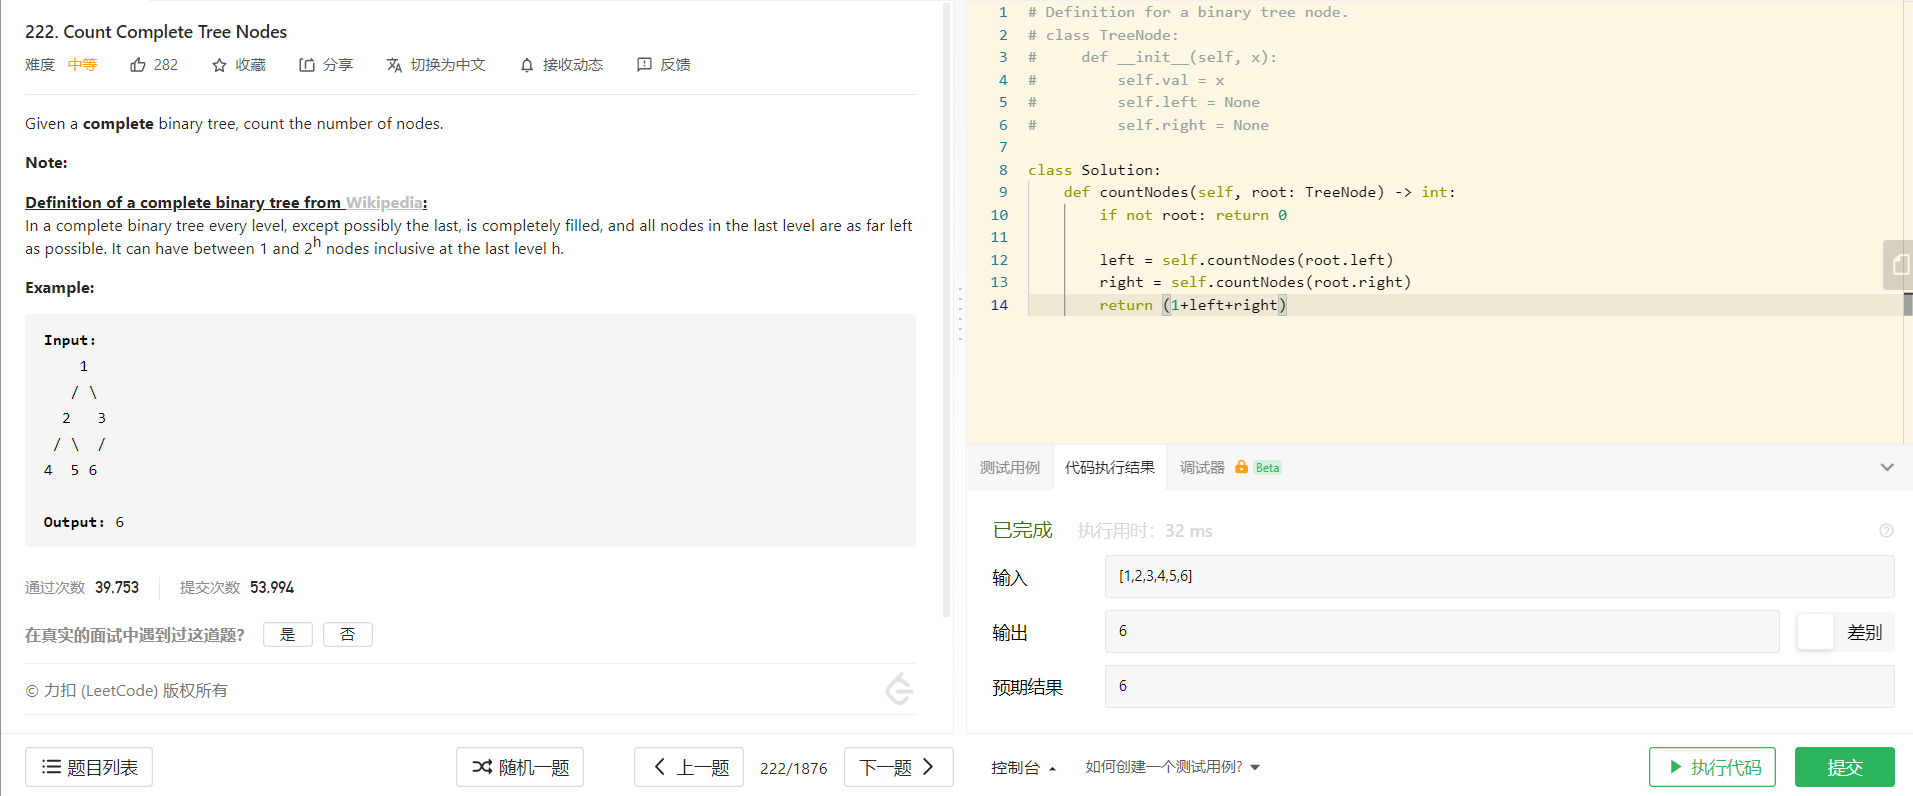 222. Count Complete Tree Nodes
难度 中等 282 收藏 分享 切换为中文 接收动态 反馈
Given a complete binary tree, count the number of nodes.
Note:
Definition of a complete binary tree from Wikipedia:
In a complete binary tree every level, except possibly the last, is completely filled, and all nodes in the last level are as far left
as possible. It can have between 1 and 2h nodes inclusive at the last level h.
Example:
Input:
1
/ \
2 3
/ \ /
4 5 6
Output: 6
通过次数 39,753 提交次数 53,994
在真实的面试中遇到过这道题? 是 否
© 力扣 (LeetCode) 版权所有
题目列表 随机一题 上一题 222/1876 下一题
1 # Definition for a binary tree node.
2 # class TreeNode:
3 #     def __init__(self, x):
4 #         self.val = x
5 #         self.left = None
6 #         self.right = None
7
8 class Solution:
9     def countNodes(self, root: TreeNode) -> int:
10         if not root: return 0
11
12         left = self.countNodes(root.left)
13         right = self.countNodes(root.right)
14         return (1+left+right)
测试用例 代码执行结果 调试器 Beta
已完成 执行用时: 32 ms
输入 [1,2,3,4,5,6]
输出 6 差别
预期结果 6
控制台 如何创建一个测试用例? 执行代码 提交